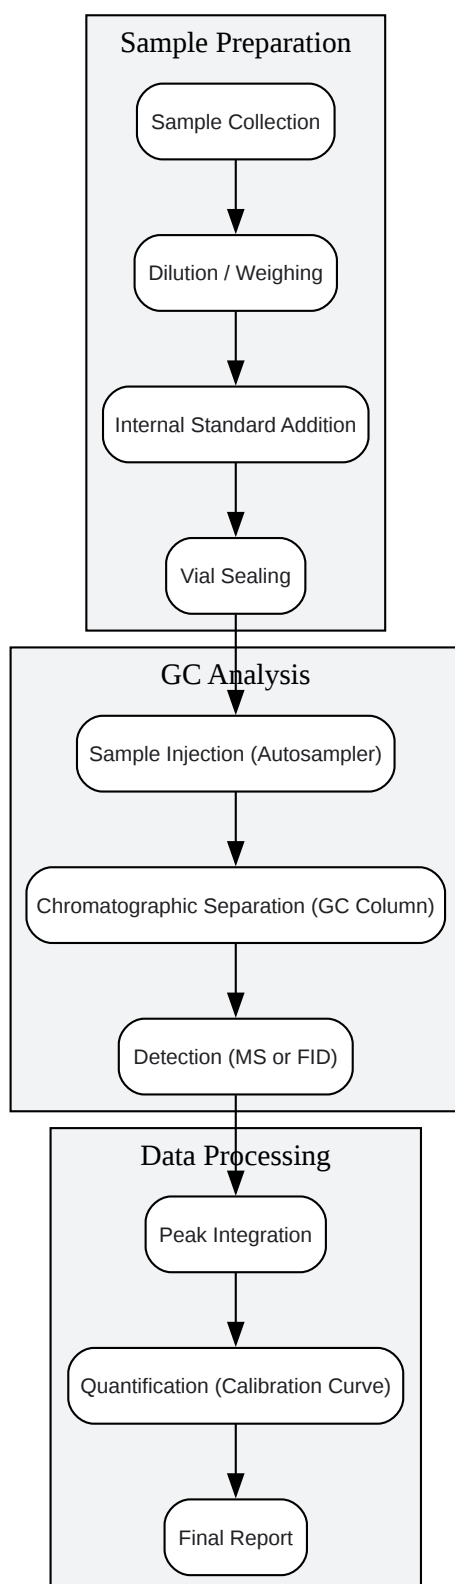 Sample Preparation
Sample Collection
Dilution / Weighing
Internal Standard Addition
Vial Sealing
GC Analysis
Sample Injection (Autosampler)
Chromatographic Separation (GC Column)
Detection (MS or FID)
Data Processing
Peak Integration
Quantification (Calibration Curve)
Final Report